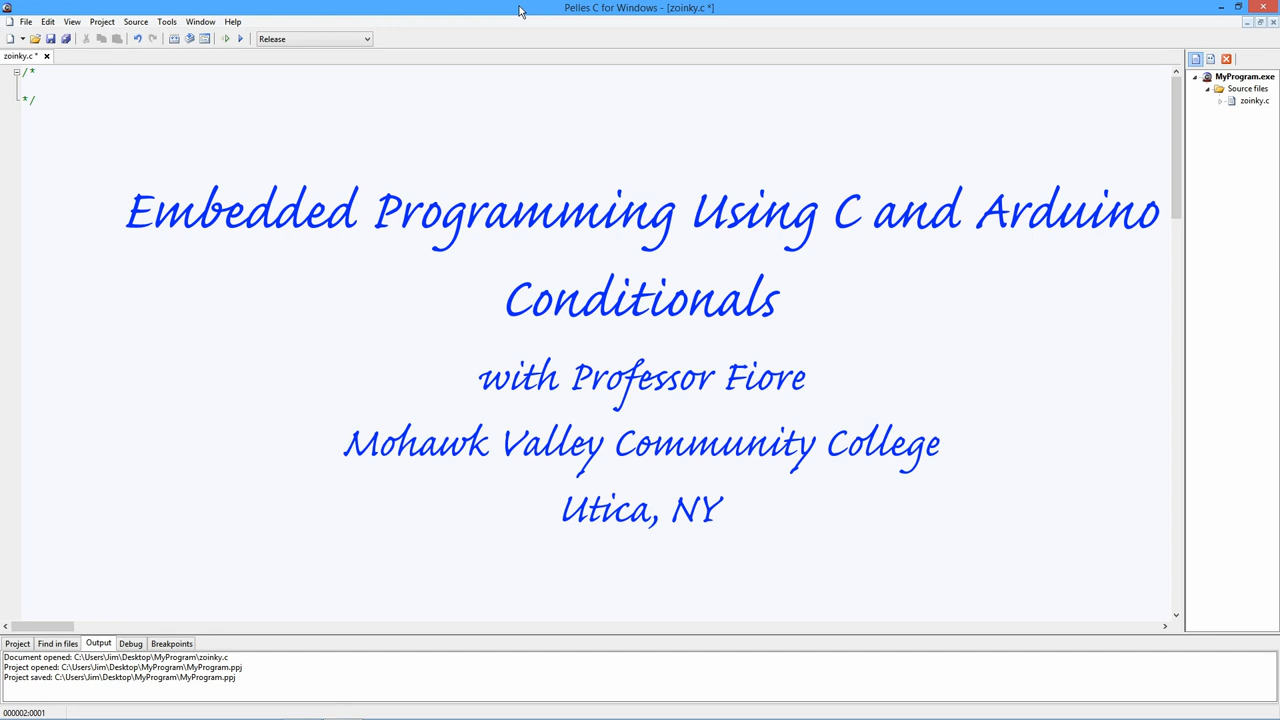 Pelles C for Windows - [zoinky.c *]
File Edit View Project Source Tools Window Help
Release
zoinky.c *
/*
*/
MyProgram.exe
Source files
zoinky.c
Embedded Programming Using C and Arduino
Conditionals
with Professor Fiore
Mohawk Valley Community College
Utica, NY
Project Find in files Output Debug Breakpoints
Document opened: C:\Users\Jim\Desktop\MyProgram\zoinky.c
Project opened: C:\Users\Jim\Desktop\MyProgram\MyProgram.ppj
Project saved: C:\Users\Jim\Desktop\MyProgram\MyProgram.ppj
000002:0001